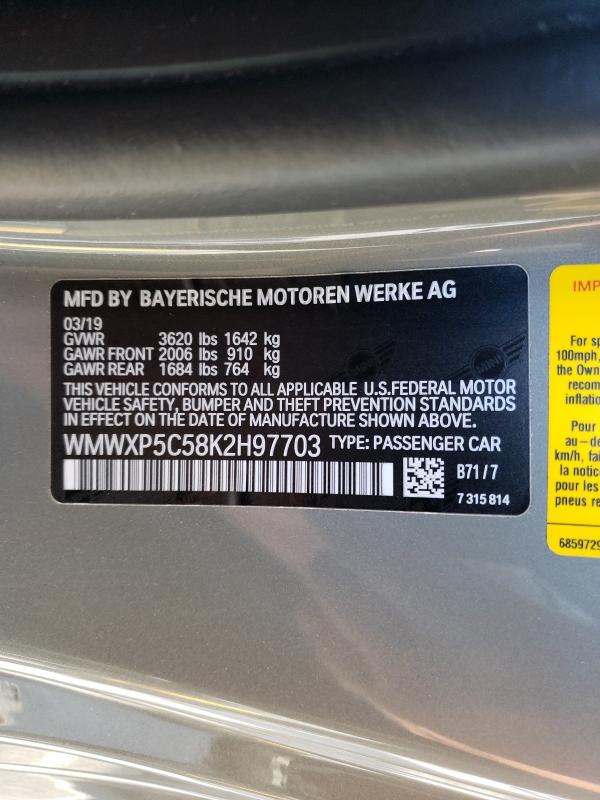 MFD BY BAYERISCHE MOTOREN WERKE AG
03/19
GVWR 3620 lbs 1642 kg
GAWR FRONT 2006 lbs 910 kg
GAWR REAR 1684 lbs 764 kg
THIS VEHICLE CONFORMS TO ALL APPLICABLE U.S.FEDERAL MOTOR
VEHICLE SAFETY, BUMPER AND THEFT PREVENTION STANDARDS
IN EFFECT ON THE DATE OF MANUFACTURE SHOWN ABOVE.
WMWXP5C58K2H97703 TYPE: PASSENGER CAR
B71 / 7
7 315 814
MINI
IMP
For sp
100mph,
the Own
recom
inflatio
Pour
au-de
km/h, fai
la notice
pour les
pneus re
6859729